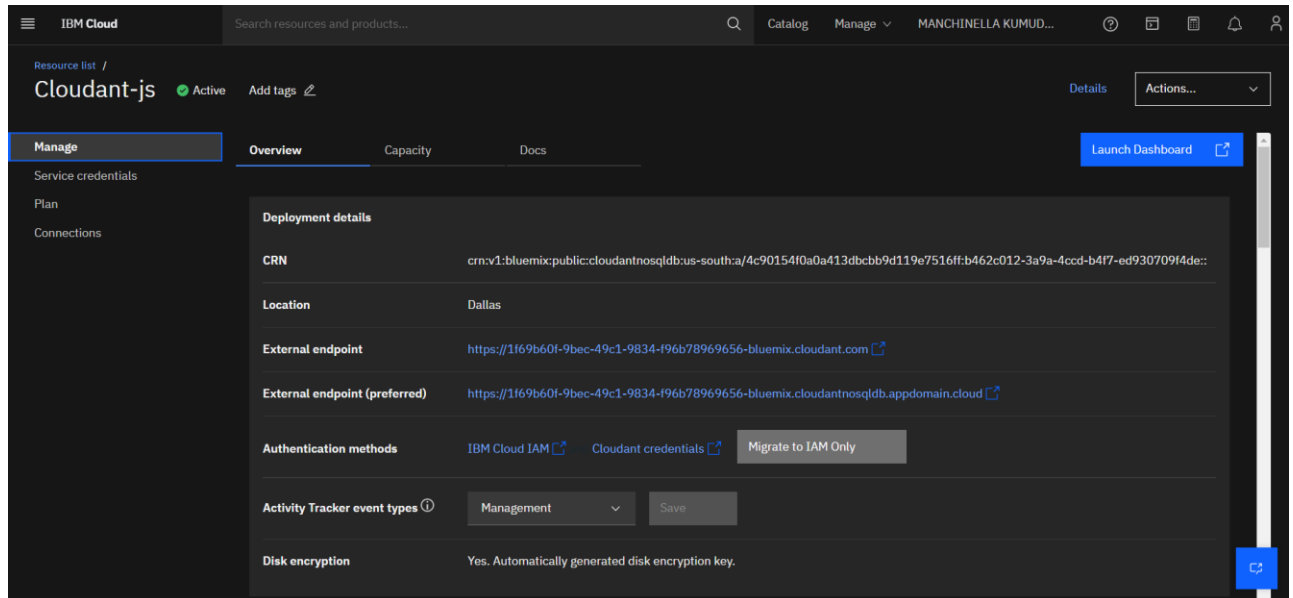 IBM Cloud
Search resources and products...
Catalog
Manage
MANCHINELLA KUMUD...
Resource list /
Cloudant-js
Active
Add tags
Details
Actions...
Manage
Service credentials
Plan
Connections
Overview
Capacity
Docs
Launch Dashboard
Deployment details
CRN crn:v1:bluemix:public:cloudantnosqldb:us-south:a/4c90154f0a0a413dbcbb9d119e7516ff:b462c012-3a9a-4ccd-b4f7-ed930709f4de::
Location Dallas
External endpoint https://1f69b60f-9bec-49c1-9834-f96b78969656-bluemix.cloudant.com
External endpoint (preferred) https://1f69b60f-9bec-49c1-9834-f96b78969656-bluemix.cloudantnosqldb.appdomain.cloud
Authentication methods IBM Cloud IAM Cloudant credentials Migrate to IAM Only
Activity Tracker event types Management Save
Disk encryption Yes. Automatically generated disk encryption key.